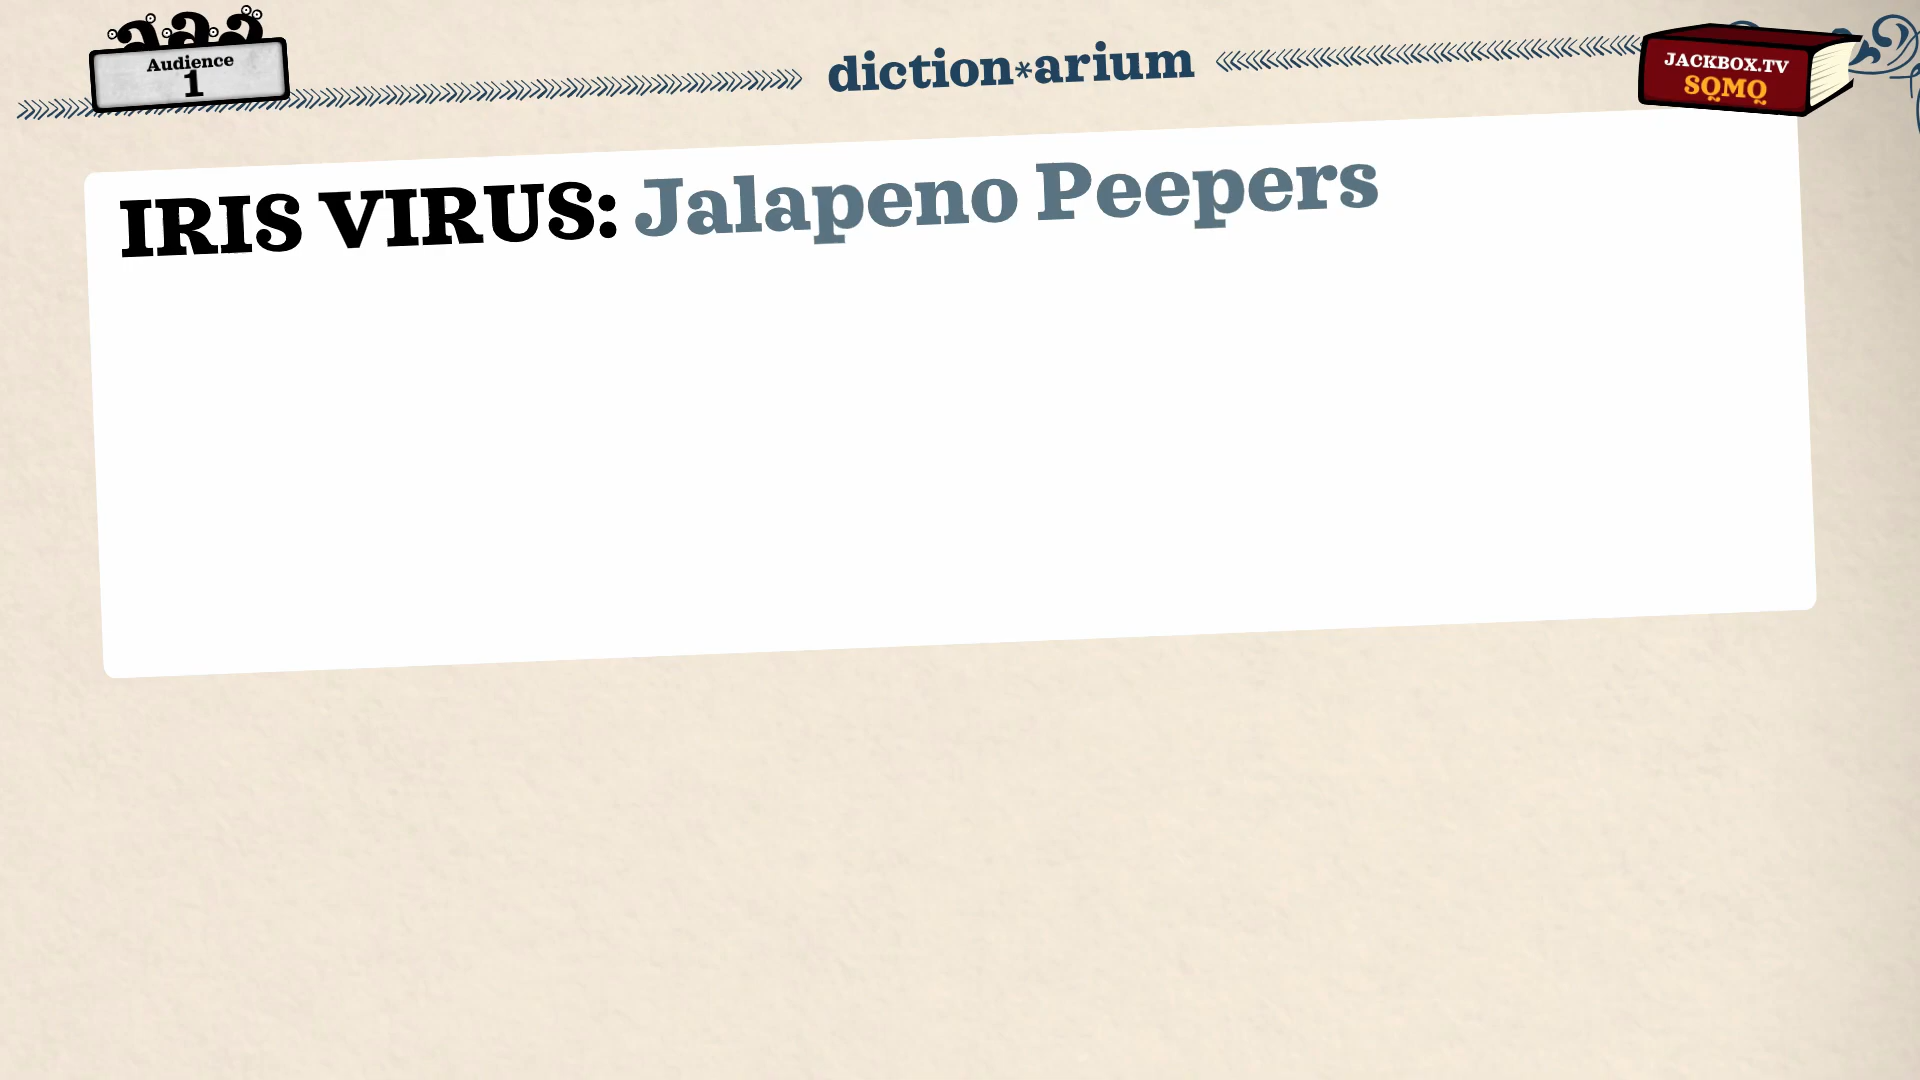 Audience
1
diction*arium
JACKBOX.TV
SQMQ
IRIS VIRUS: Jalapeno Peepers